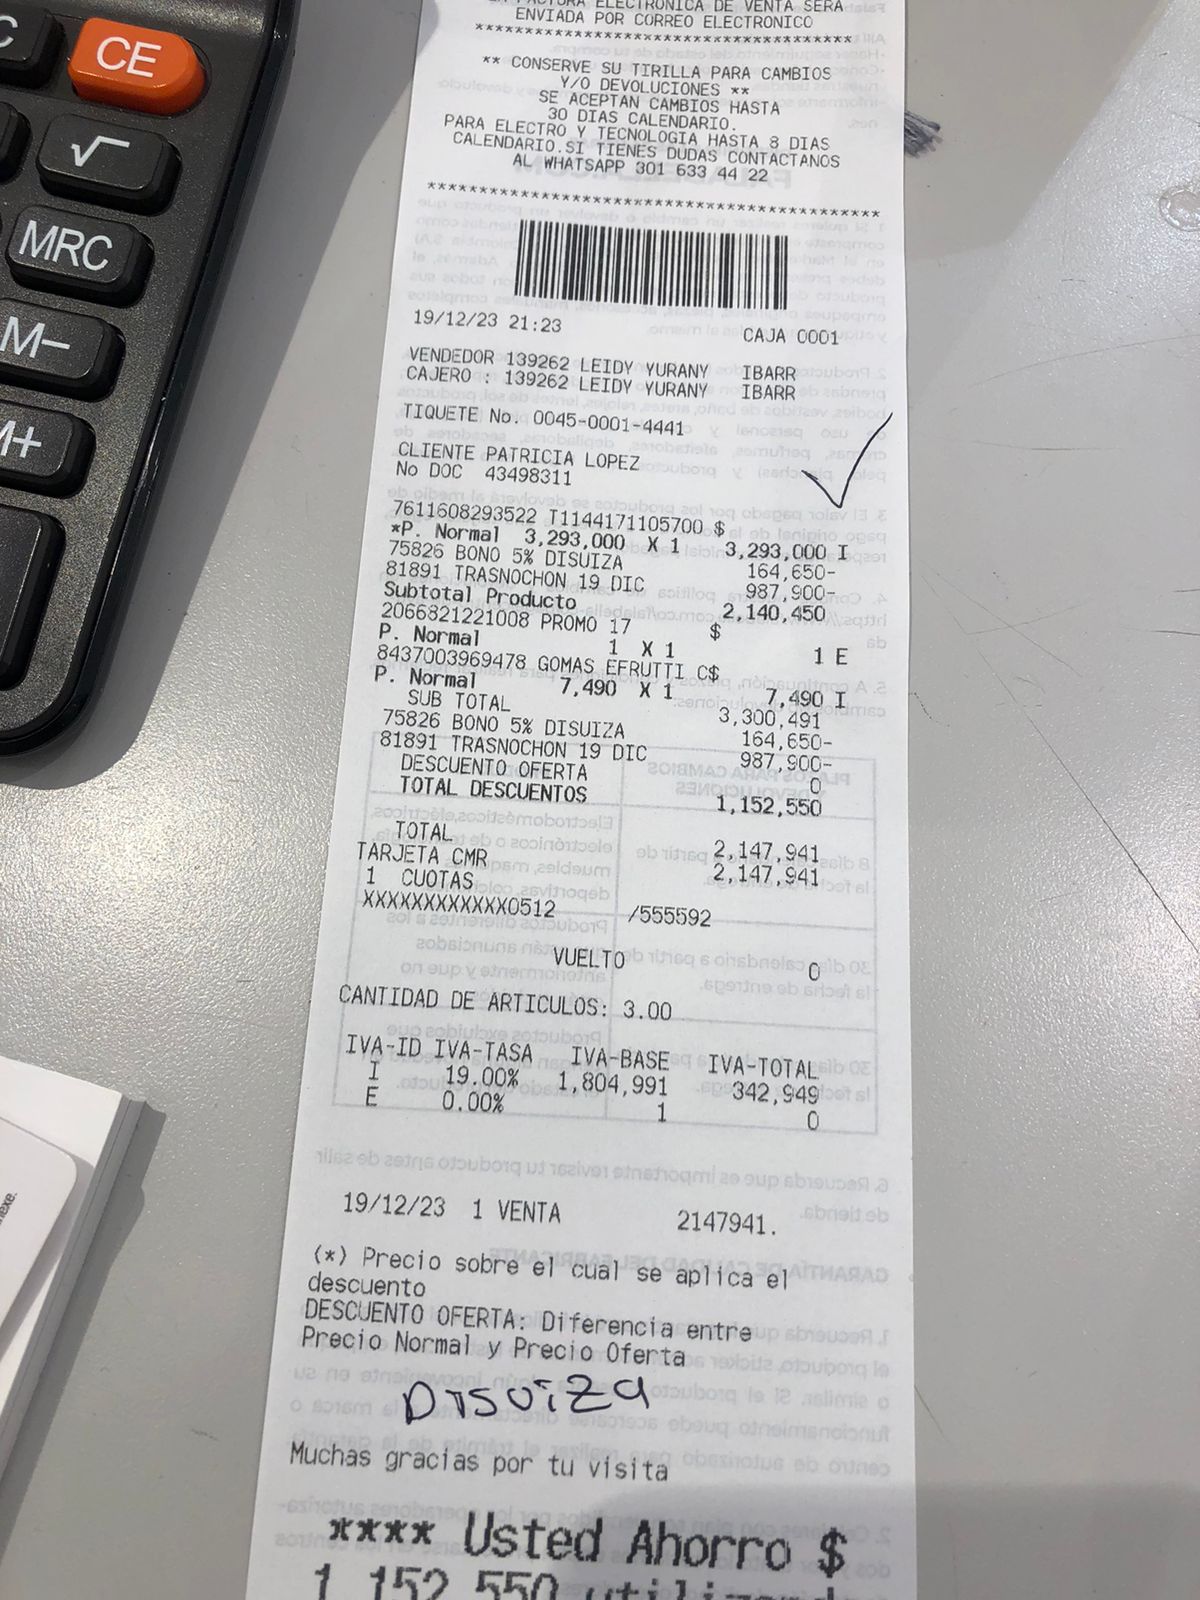 LA FACTURA ELECTRONICA DE VENTA SERA
ENVIADA POR CORREO ELECTRONICO
****************************************
** CONSERVE SU TIRILLA PARA CAMBIOS
Y/O DEVOLUCIONES **
SE ACEPTAN CAMBIOS HASTA
30 DIAS CALENDARIO.
PARA ELECTRO Y TECNOLOGIA HASTA 8 DIAS
CALENDARIO.SI TIENES DUDAS CONTACTANOS
AL WHATSAPP 301 633 44 22
****************************************
19/12/23 21:23 CAJA 0001
VENDEDOR 139262 LEIDY YURANY IBARR
CAJERO : 139262 LEIDY YURANY IBARR
TIQUETE No. 0045-0001-4441
CLIENTE PATRICIA LOPEZ
No DOC 43498311
7611608293522 T1144171105700 $
*P. Normal 3,293,000 X 1 3,293,000 I
75826 BONO 5% DISUIZA 164,650-
81891 TRASNOCHON 19 DIC 987,900-
Subtotal Producto 2,140,450
2066821221008 PROMO 17 $
P. Normal 1 X 1 1 E
8437003969478 GOMAS EFRUTTI C$
P. Normal 7,490 X 1 7,490 I
SUB TOTAL 3,300,491
75826 BONO 5% DISUIZA 164,650-
81891 TRASNOCHON 19 DIC 987,900-
DESCUENTO OFERTA 0
TOTAL DESCUENTOS 1,152,550
TOTAL 2,147,941
TARJETA CMR 2,147,941
1 CUOTAS
XXXXXXXXXXXX0512 /555592
VUELTO 0
CANTIDAD DE ARTICULOS: 3.00
IVA-ID IVA-TASA IVA-BASE IVA-TOTAL
I 19.00% 1,804,991 342,949
E 0.00% 1 0
19/12/23 1 VENTA 2147941.
(*) Precio sobre el cual se aplica el
descuento
DESCUENTO OFERTA: Diferencia entre
Precio Normal y Precio Oferta
DISUIZA
Muchas gracias por tu visita
**** Usted Ahorro $
1,152,550 utilizando
C
CE
√
MRC
M−
M+